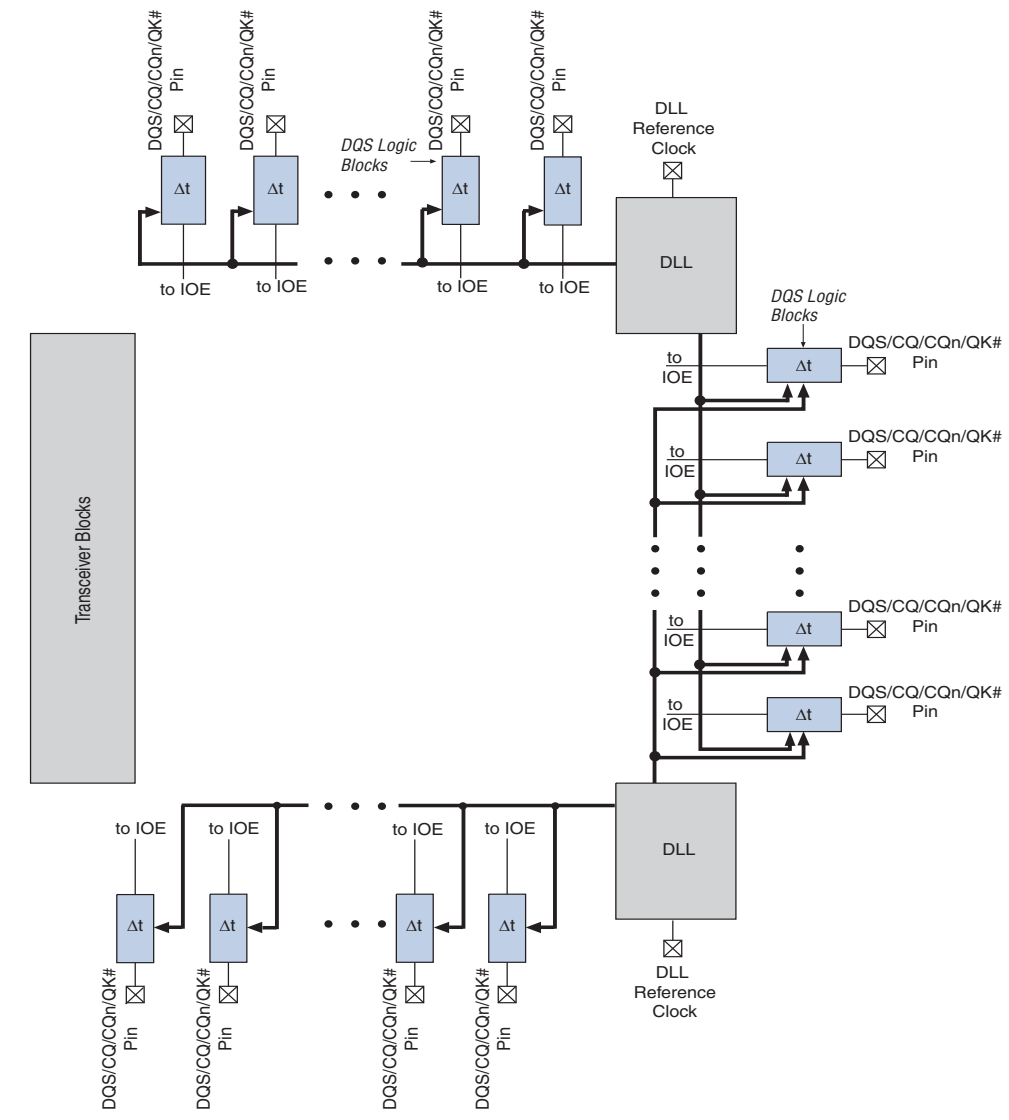 DQS/CQ/CQn/QK#
Pin
DQS/CQ/CQn/QK#
Pin
DQS/CQ/CQn/QK#
Pin
DQS/CQ/CQn/QK#
Pin
DLL
Reference
Clock
DQS Logic
Blocks
Δt
Δt
Δt
Δt
DLL
to IOE
to IOE
to IOE
to IOE
DQS Logic
Blocks
to
IOE
Δt
DQS/CQ/CQn/QK#
Pin
to
IOE
Δt
DQS/CQ/CQn/QK#
Pin
Transceiver Blocks
to
IOE
Δt
DQS/CQ/CQn/QK#
Pin
to
IOE
Δt
DQS/CQ/CQn/QK#
Pin
to IOE
to IOE
to IOE
to IOE
DLL
Δt
Δt
Δt
Δt
DLL
Reference
Clock
DQS/CQ/CQn/QK#
Pin
DQS/CQ/CQn/QK#
Pin
DQS/CQ/CQn/QK#
Pin
DQS/CQ/CQn/QK#
Pin